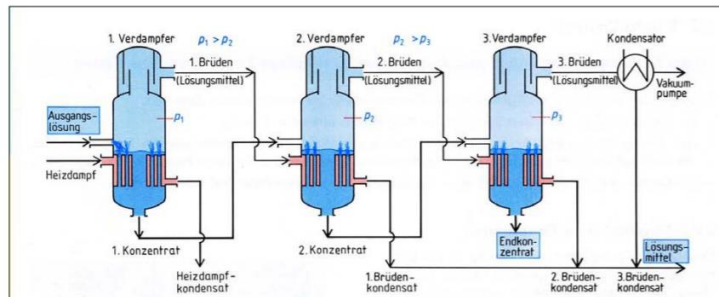 1. Verdampfer
p₁ > p₂
2. Verdampfer
p₂ > p₃
3. Verdampfer
Kondensator
1. Brüden
(Lösungsmittel)
2. Brüden
(Lösungsmittel)
3. Brüden
(Lösungsmittel)
Vakuum-
pumpe
Ausgangs-
lösung
p₁
p₂
p₃
Heizdampf
1. Konzentrat
2. Konzentrat
Endkon-
zentrat
Lösungs-
mittel
Heizdampf-
kondensat
1.Brüden-
kondensat
2.Brüden-
kondensat
3.Brüden-
kondensat